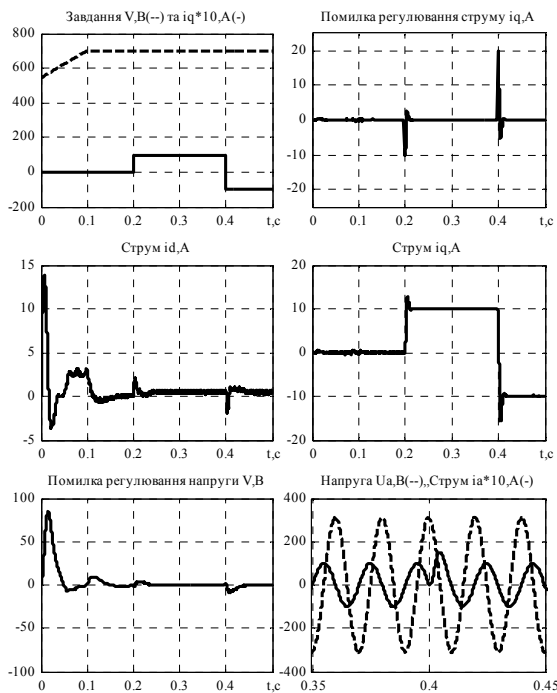 Завдання V,B(--) та iq*10,A(-)
800
600
400
200
0
-200
0 0.1 0.2 0.3 0.4 t,c
Помилка регулювання струму iq,A
20
10
0
-10
-20
0 0.2 0.4 t,c
Струм id,A
15
10
5
0
-5
0 0.1 0.2 0.3 0.4 t,c
Струм iq,A
20
10
0
-10
-20
0 0.1 0.2 0.3 0.4 t,c
Помилка регулювання напруги V,B
100
50
0
-50
-100
0 0.1 0.2 0.3 0.4 t,c
Напруга Ua,B(--),,Струм ia*10,A(-)
400
200
0
-200
-400
0.35 0.4 0.45